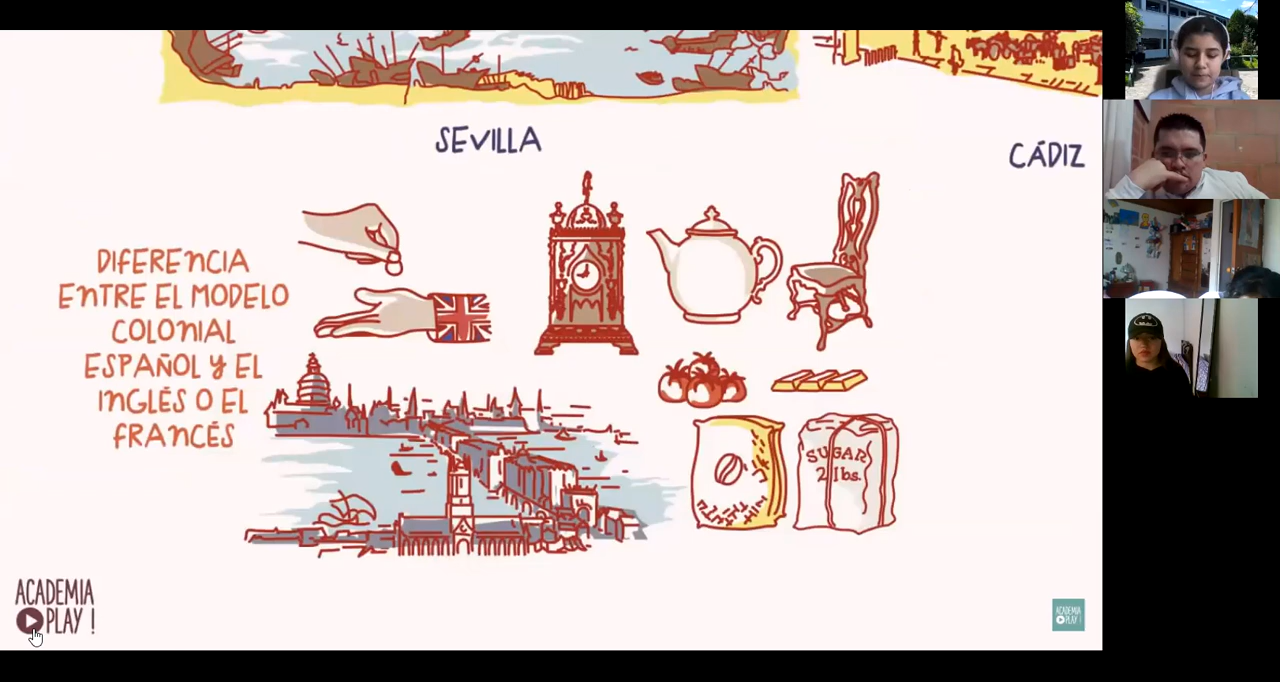 SEVILLA
CÁDIZ
DIFERENCIA
ENTRE EL MODELO
COLONIAL
ESPAÑOL Y EL
INGLÉS O EL
FRANCÉS
SUGAR
2 lbs.
ACADEMIA
PLAY!
ACADEMIA
PLAY!